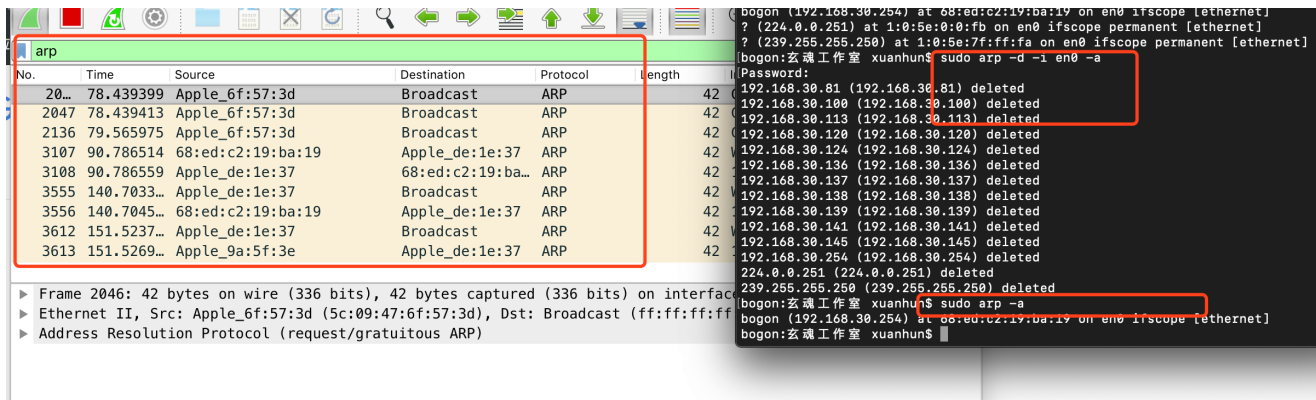 arp
No. Time Source Destination Protocol Length
20… 78.439399 Apple_6f:57:3d Broadcast ARP 42
2047 78.439413 Apple_6f:57:3d Broadcast ARP 42
2136 79.565975 Apple_6f:57:3d Broadcast ARP 42
3107 90.786514 68:ed:c2:19:ba:19 Apple_de:1e:37 ARP 42
3108 90.786559 Apple_de:1e:37 68:ed:c2:19:ba… ARP 42
3555 140.7033… Apple_de:1e:37 Broadcast ARP 42
3556 140.7045… 68:ed:c2:19:ba:19 Apple_de:1e:37 ARP 42
3612 151.5237… Apple_de:1e:37 Broadcast ARP 42
3613 151.5269… Apple_9a:5f:3e Apple_de:1e:37 ARP 42
Frame 2046: 42 bytes on wire (336 bits), 42 bytes captured (336 bits) on interfac
Ethernet II, Src: Apple_6f:57:3d (5c:09:47:6f:57:3d), Dst: Broadcast (ff:ff:ff:ff
Address Resolution Protocol (request/gratuitous ARP)
bogon (192.168.30.254) at 68:ed:c2:19:ba:19 on en0 ifscope [ethernet]
? (224.0.0.251) at 1:0:5e:0:0:fb on en0 ifscope permanent [ethernet]
? (239.255.255.250) at 1:0:5e:7f:ff:fa on en0 ifscope permanent [ethernet]
[bogon:玄魂工作室 xuanhun$ sudo arp -d -i en0 -a
[Password:
192.168.30.81 (192.168.30.81) deleted
192.168.30.100 (192.168.30.100) deleted
192.168.30.113 (192.168.30.113) deleted
192.168.30.120 (192.168.30.120) deleted
192.168.30.124 (192.168.30.124) deleted
192.168.30.136 (192.168.30.136) deleted
192.168.30.137 (192.168.30.137) deleted
192.168.30.138 (192.168.30.138) deleted
192.168.30.139 (192.168.30.139) deleted
192.168.30.141 (192.168.30.141) deleted
192.168.30.145 (192.168.30.145) deleted
192.168.30.254 (192.168.30.254) deleted
224.0.0.251 (224.0.0.251) deleted
239.255.255.250 (239.255.255.250) deleted
[bogon:玄魂工作室 xuanhun$ sudo arp -a
bogon (192.168.30.254) at 68:ed:c2:19:ba:19 on en0 ifscope [ethernet]
bogon:玄魂工作室 xuanhun$